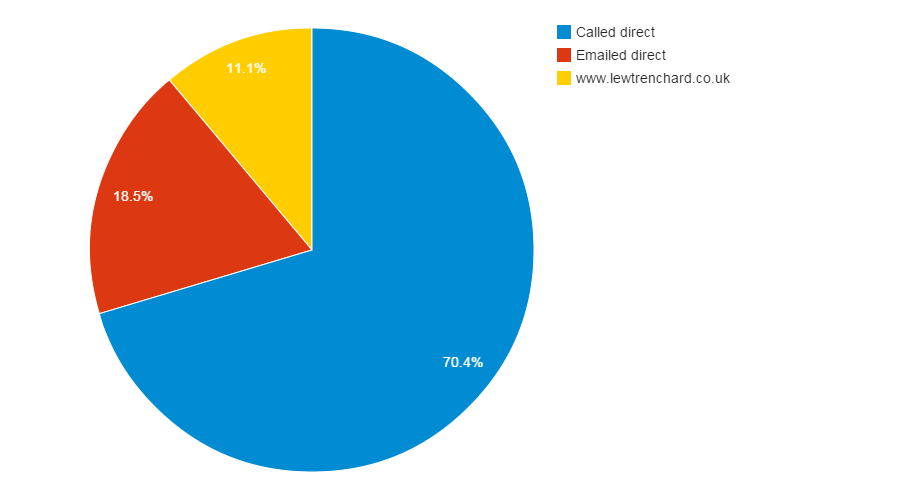 Called direct
Emailed direct
www.lewtrenchard.co.uk
11.1%
18.5%
70.4%